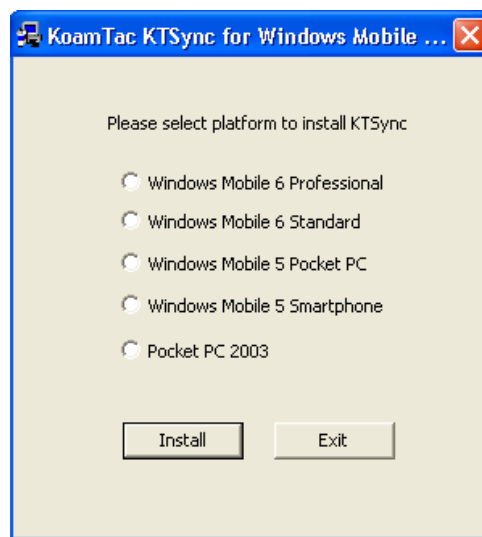 KoamTac KTSync for Windows Mobile ...
Please select platform to install KTSync
Windows Mobile 6 Professional
Windows Mobile 6 Standard
Windows Mobile 5 Pocket PC
Windows Mobile 5 Smartphone
Pocket PC 2003
Install Exit